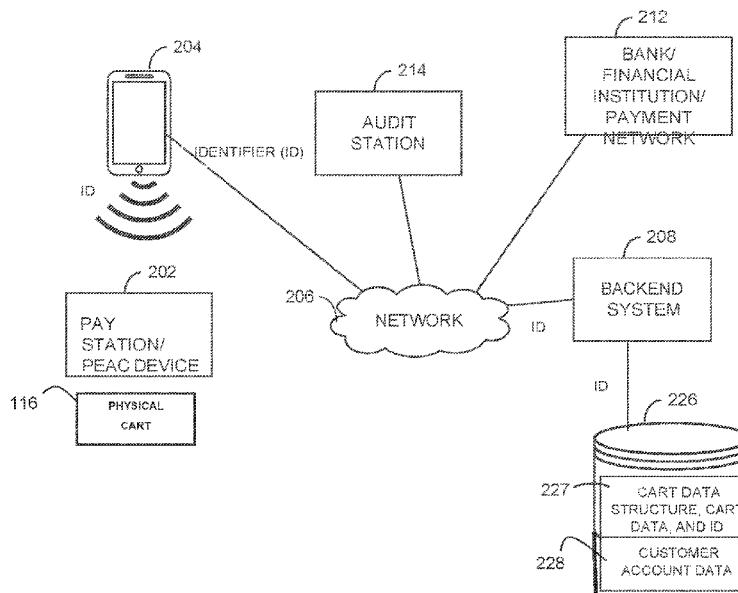 204
212
BANK/
FINANCIAL
INSTITUTION/
PAYMENT
NETWORK
214
AUDIT
STATION
IDENTIFIER (ID)
ID
208
BACKEND
SYSTEM
202
PAY
STATION/
PEAC DEVICE
206
NETWORK
ID
116
PHYSICAL
CART
ID
226
227
CART DATA
STRUCTURE, CART
DATA, AND ID
228
CUSTOMER
ACCOUNT DATA